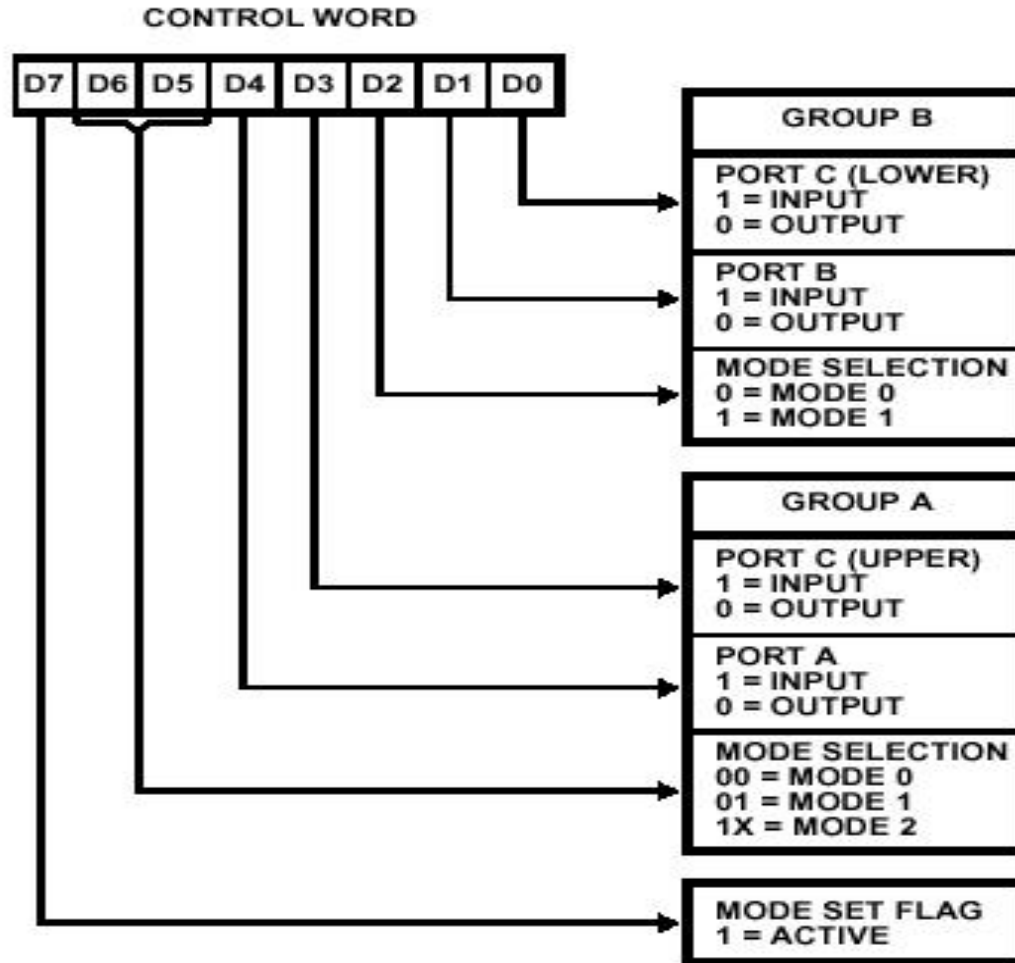 CONTROL WORD
D7 D6 D5 D4 D3 D2 D1 D0
GROUP B
PORT C (LOWER)
1 = INPUT
0 = OUTPUT
PORT B
1 = INPUT
0 = OUTPUT
MODE SELECTION
0 = MODE 0
1 = MODE 1
GROUP A
PORT C (UPPER)
1 = INPUT
0 = OUTPUT
PORT A
1 = INPUT
0 = OUTPUT
MODE SELECTION
00 = MODE 0
01 = MODE 1
1X = MODE 2
MODE SET FLAG
1 = ACTIVE